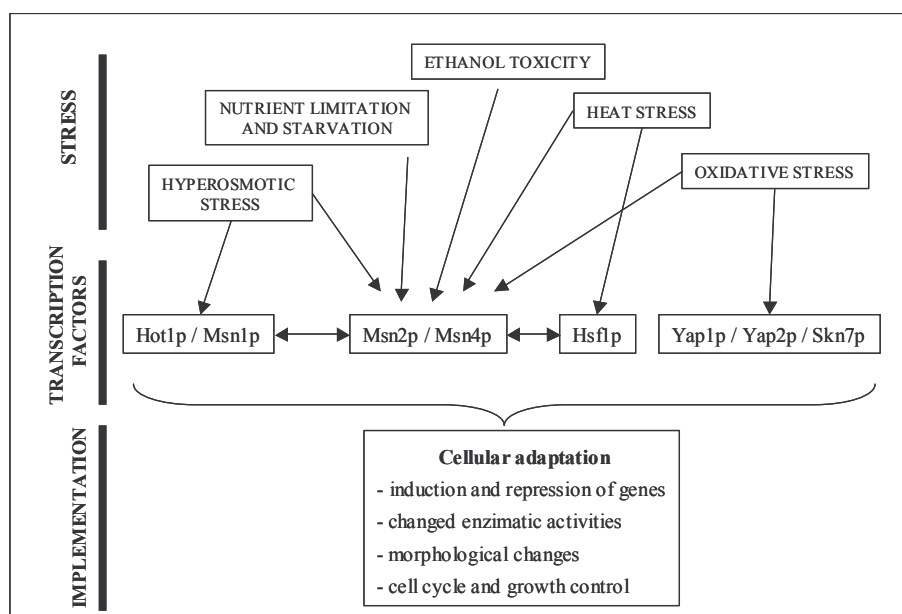 STRESS
ETHANOL TOXICITY
NUTRIENT LIMITATION
AND STARVATION
HEAT STRESS
HYPEROSMOTIC
STRESS
OXIDATIVE STRESS
TRANSCRIPTION
FACTORS
Hot1p / Msn1p
Msn2p / Msn4p
Hsf1p
Yap1p / Yap2p / Skn7p
IMPLEMENTATION
Cellular adaptation
- induction and repression of genes
- changed enzimatic activities
- morphological changes
- cell cycle and growth control